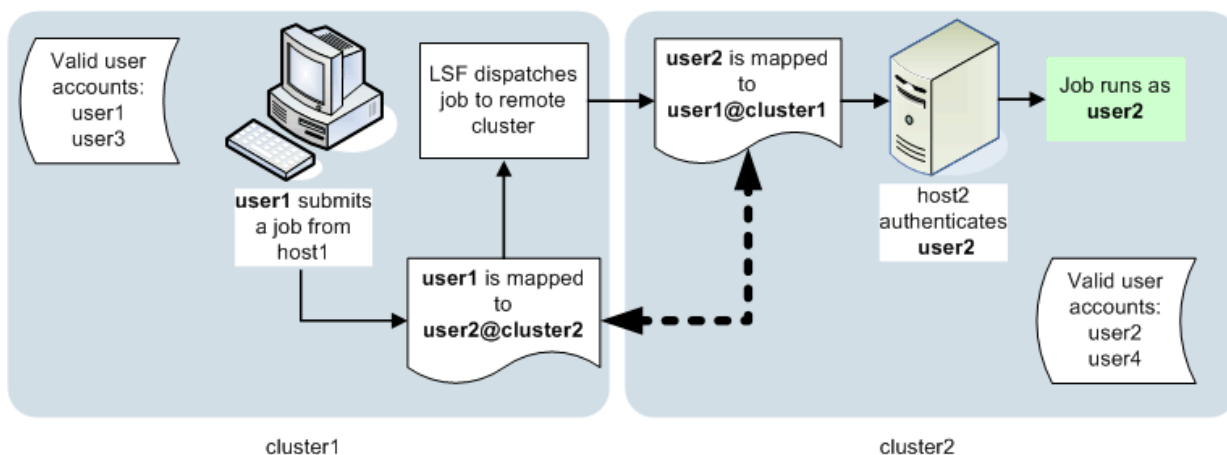 Valid user
accounts:
user1
user3
user1 submits
a job from
host1
user1 is mapped
to
user2@cluster2
LSF dispatches
job to remote
cluster
user2 is mapped
to
user1@cluster1
host2
authenticates
user2
Job runs as
user2
Valid user
accounts:
user2
user4
cluster1
cluster2